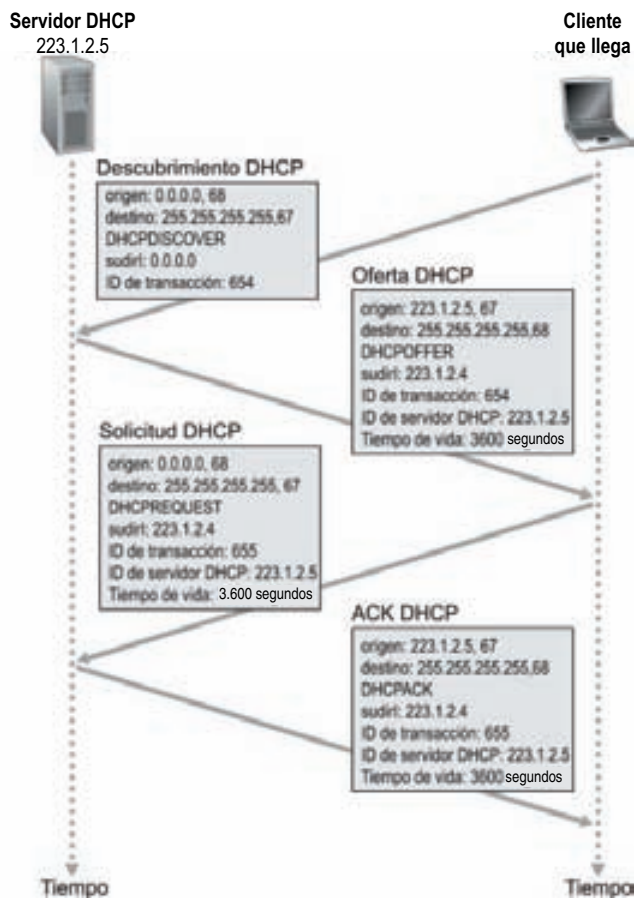 Servidor DHCP
223.1.2.5
Cliente
que llega
Descubrimiento DHCP
origen: 0.0.0.0, 68
destino: 255.255.255.255,67
DHCPDISCOVER
sudirI: 0.0.0.0
ID de transacción: 654
Oferta DHCP
origen: 223.1.2.5, 67
destino: 255.255.255.255,68
DHCPOFFER
sudirI: 223.1.2.4
ID de transacción: 654
ID de servidor DHCP: 223.1.2.5
Tiempo de vida: 3600 segundos
Solicitud DHCP
origen: 0.0.0.0, 68
destino: 255.255.255.255, 67
DHCPREQUEST
sudirI: 223.1.2.4
ID de transacción: 655
ID de servidor DHCP: 223.1.2.5
Tiempo de vida: 3.600 segundos
ACK DHCP
origen: 223.1.2.5, 67
destino: 255.255.255.255,68
DHCPACK
sudirI: 223.1.2.4
ID de transacción: 655
ID de servidor DHCP: 223.1.2.5
Tiempo de vida: 3600 segundos
Tiempo
Tiempo